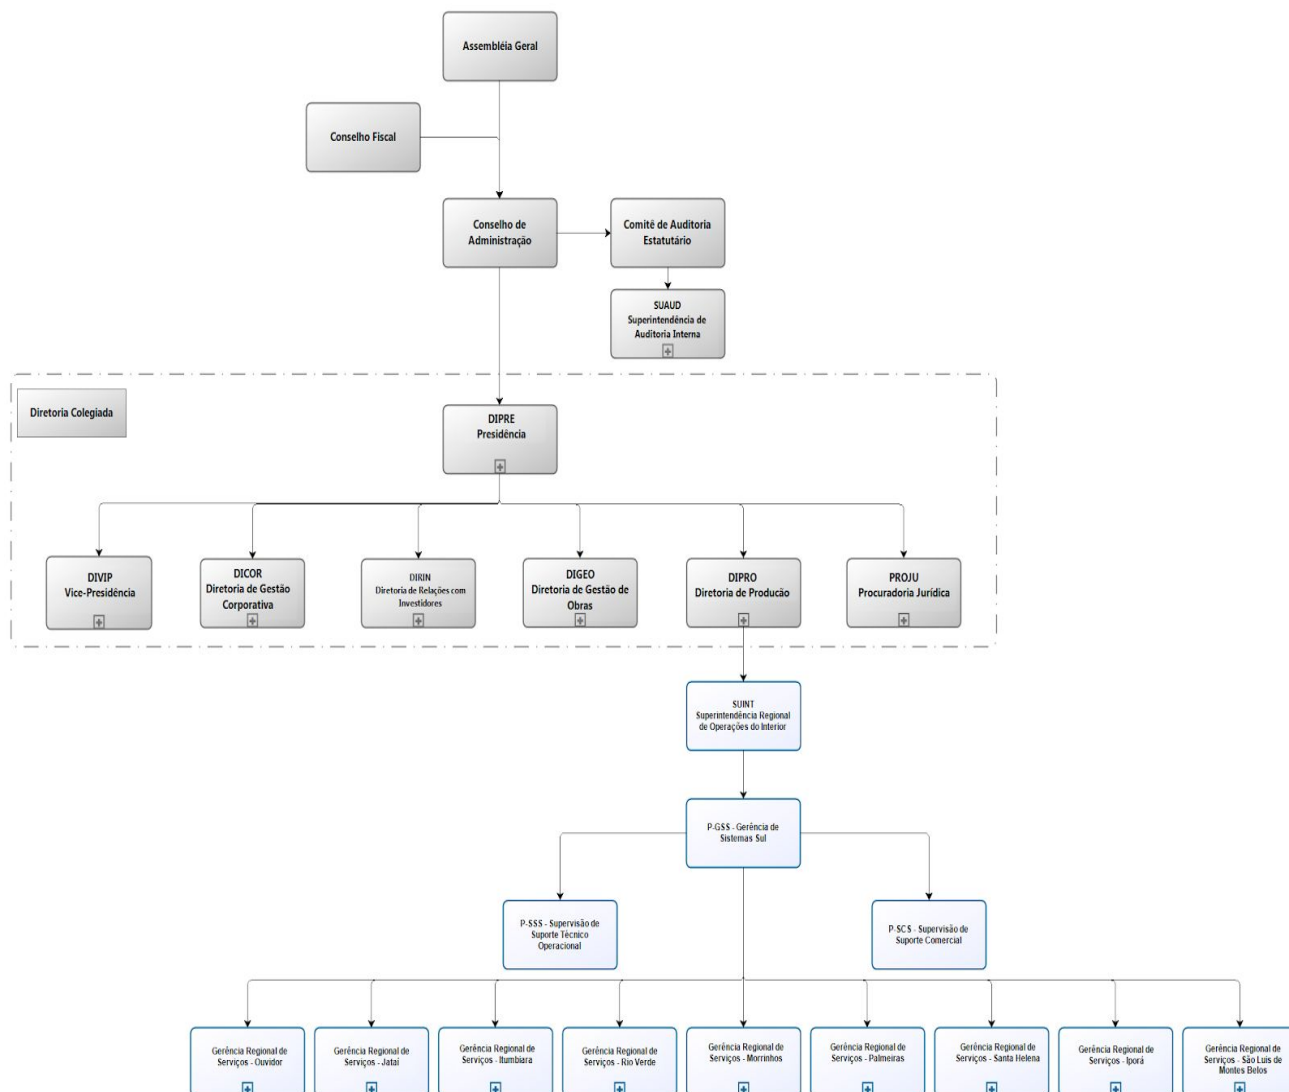 Assembléia Geral
Conselho Fiscal
Conselho de
Administração
Comitê de Auditoria
Estatutário
SUAUD
Superintendência de
Auditoria Interna
Diretoria Colegiada
DIPRE
Presidência
DIVIP
Vice-Presidência
DICOR
Diretoria de Gestão
Corporativa
DIRIN
Diretoria de Relações com
Investidores
DIGEO
Diretoria de Gestão de
Obras
DIPRO
Diretoria de Producão
PROJU
Procuradoria Jurídica
SUINT
Superintendência Regional
de Operações do Interior
P-GSS - Gerência de
Sistemas Sul
P-SSS - Supervisão de
Suporte Técnico
Operacional
P-SCS - Supervisão de
Suporte Comercial
Gerência Regional de
Serviços - Ouvidor
Gerência Regional de
Serviços - Jataí
Gerência Regional de
Serviços - Itumbiara
Gerência Regional de
Serviços - Rio Verde
Gerência Regional de
Serviços - Morrinhos
Gerência Regional de
Serviços - Palmeiras
Gerência Regional de
Serviços - Santa Helena
Gerência Regional de
Serviços - Iporá
Gerência Regional de
Serviços - São Luis de
Montes Belos